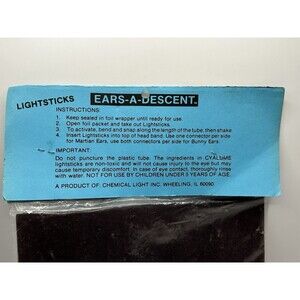 LIGHTSTICKS
EARS-A-DESCENT.
INSTRUCTIONS:
1. Keep sealed in foil wrapper until ready for use.
2. Open foil packet and take out Lightsticks.
3. To activate, bend and snap along the length of the tube, then shake
4. Insert Lightsticks into top of head band. Use one connector per side
for Martian Ears, use both connectors per side for Bunny Ears.
IMPORTANT:
Do not puncture the plastic tube. The ingredients in CYALUME
lightsticks are non-toxic and will not cause injury to the eye but may
cause temporary discomfort. In case of eye contact, thoroughly rinse
with water. NOT FOR USE BY CHILDREN UNDER 5 YEARS OF AGE.
A PRODUCT OF: CHEMICAL LIGHT INC. WHEELING, IL 60090